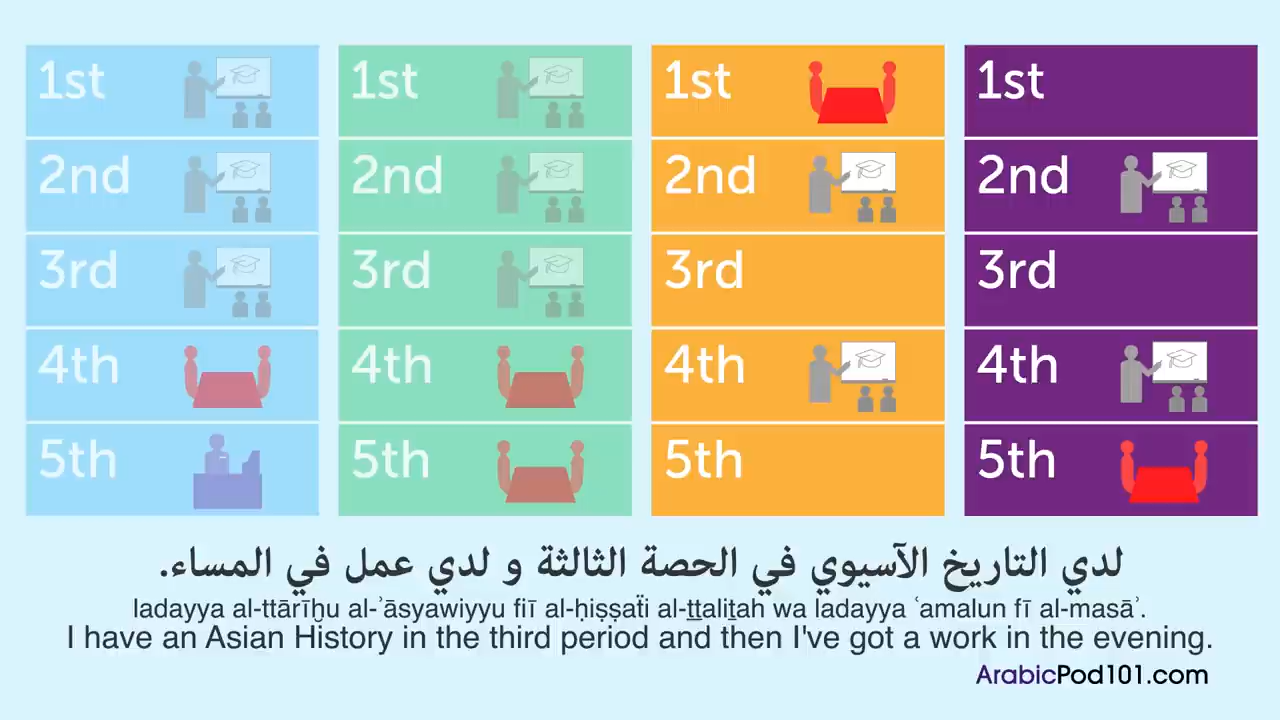 1st
2nd
3rd
4th
5th
1st
2nd
3rd
4th
5th
1st
2nd
3rd
4th
5th
1st
2nd
3rd
4th
5th
لدي التاريخ الآسيوي في الحصة الثالثة و لدي عمل في المساء.
ladayya al-ttārīḫu al-ʾāsyawiyyu fiī al-ḥiṣṣaẗi al-ṯṯaliṯah wa ladayya ʿamalun fī al-masāʾ.
I have an Asian History in the third period and then I've got a work in the evening.
ArabicPod101.com